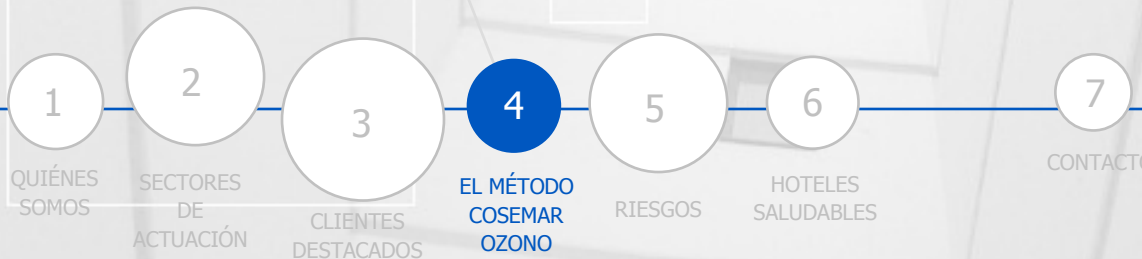 1
QUIÉNES
SOMOS
2
SECTORES
DE
ACTUACIÓN
3
CLIENTES
DESTACADOS
4
EL MÉTODO
COSEMAR
OZONO
5
RIESGOS
6
HOTELES
SALUDABLES
7
CONTACTO